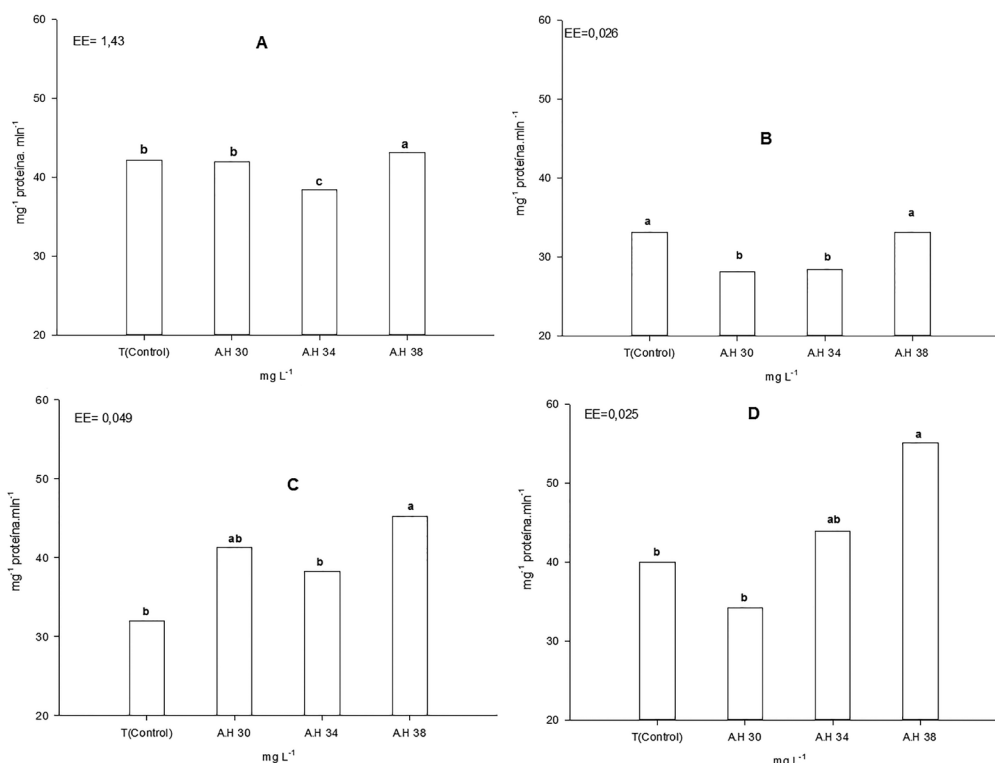 60
EE= 1,43
A
50
b
b
a
40
c
mg⁻¹ proteína. mln⁻¹
30
20
T(Control)
A.H 30
A.H 34
A.H 38
mg L⁻¹
60
EE=0,026
50
B
40
a
a
b
b
mg⁻¹ proteína.mln⁻¹
30
20
T(Control)
A.H 30
A.H 34
A.H 38
mg L⁻¹
60
EE= 0,049
50
C
a
ab
40
b
b
mg⁻¹ proteína.mln⁻¹
30
20
T(Control)
A.H 30
A.H 34
A.H 38
mg L⁻¹
60
EE=0,025
D
a
50
ab
b
40
b
mg⁻¹ proteína.mln⁻¹
30
20
T(Control)
A.H 30
A.H 34
A.H 38
mg L⁻¹